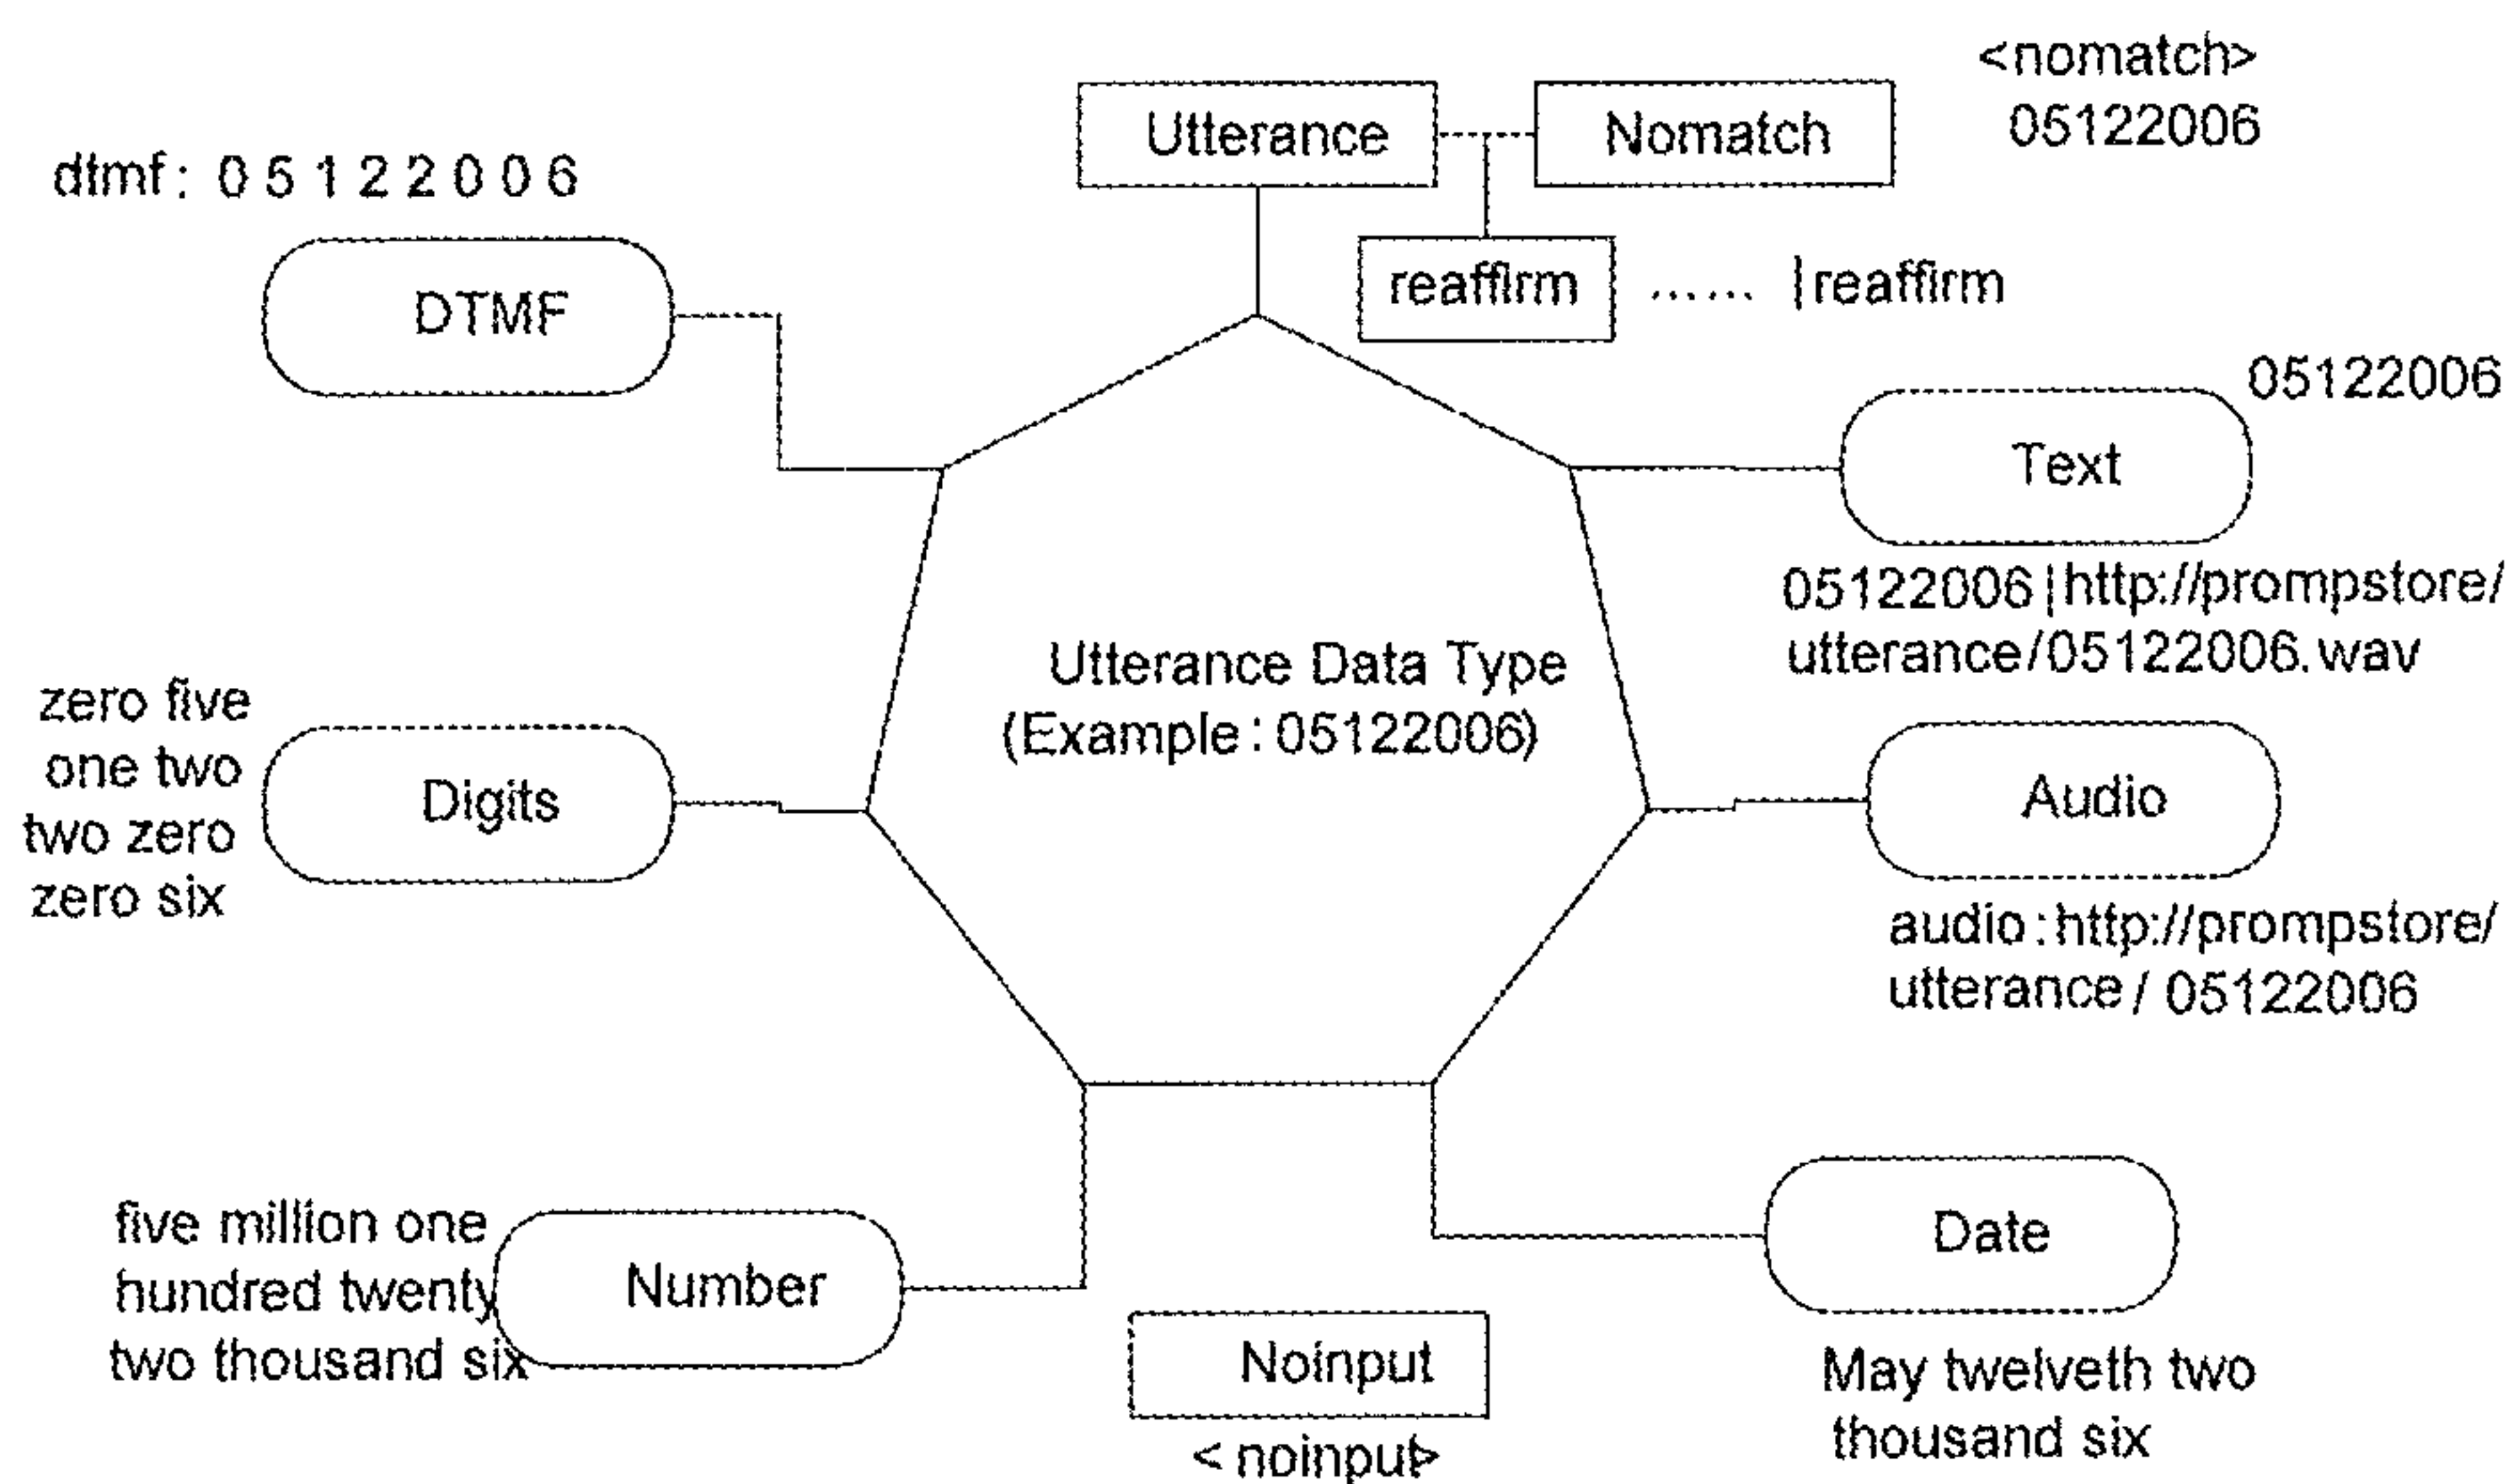 <nomatch>
05122006
Utterance
Nomatch
dtmf: 0 5 1 2 2 0 0 6
reaffirm
...... |reaffirm
DTMF
05122006
Text
05122006|http://prompstore/
utterance/05122006.wav
Utterance Data Type
(Example:05122006)
zero five
one two
two zero
zero six
Digits
Audio
audio:http://prompstore/
utterance/ 05122006
five million one
hundred twenty
two thousand six
Number
Date
Noinput
<noinput>
May twelveth two
thousand six